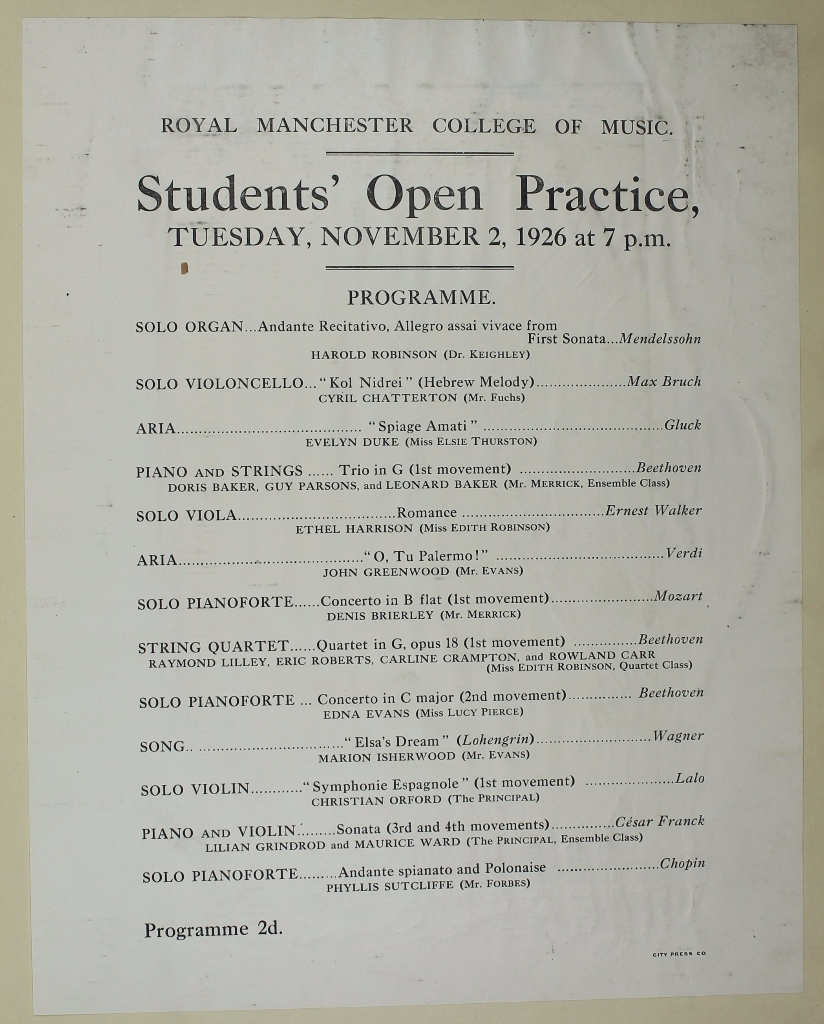 ROYAL MANCHESTER COLLEGE OF MUSIC.
Students' Open Practice,
TUESDAY, NOVEMBER 2, 1926 at 7 p.m.
PROGRAMME.
SOLO ORGAN...Andante Recitativo, Allegro assai vivace from
First Sonata...Mendelssohn
HAROLD ROBINSON (Dr. KEIGHLEY)
SOLO VIOLONCELLO..."Kol Nidrei" (Hebrew Melody)......................Max Bruch
CYRIL CHATTERTON (Mr. Fuchs)
ARIA............................................. "Spiage Amati" .............................................Gluck
EVELYN DUKE (Miss ELSIE THURSTON)
PIANO AND STRINGS ...... Trio in G (1st movement) ............................Beethoven
DORIS BAKER, GUY PARSONS, and LEONARD BAKER (Mr. MERRICK, Ensemble Class)
SOLO VIOLA......................................Romance ...................................Ernest Walker
ETHEL HARRISON (Miss EDITH ROBINSON)
ARIA............................................."O, Tu Palermo!" .........................................Verdi
JOHN GREENWOOD (Mr. EVANS)
SOLO PIANOFORTE......Concerto in B flat (1st movement).........................Mozart
DENIS BRIERLEY (Mr. MERRICK)
STRING QUARTET......Quartet in G, opus 18 (1st movement) ...............Beethoven
RAYMOND LILLEY, ERIC ROBERTS, CARLINE CRAMPTON, and ROWLAND CARR
(Miss EDITH ROBINSON, Quartet Class)
SOLO PIANOFORTE ... Concerto in C major (2nd movement)............... Beethoven
EDNA EVANS (Miss LUCY PIERCE)
SONG.. ..................................."Elsa's Dream" (Lohengrin)............................Wagner
MARION ISHERWOOD (Mr. EVANS)
SOLO VIOLIN............"Symphonie Espagnole" (1st movement) ......................Lalo
CHRISTIAN ORFORD (The PRINCIPAL)
PIANO AND VIOLIN.........Sonata (3rd and 4th movements)...............César Franck
LILIAN GRINDROD and MAURICE WARD (The PRINCIPAL, Ensemble Class)
SOLO PIANOFORTE.........Andante spianato and Polonaise .........................Chopin
PHYLLIS SUTCLIFFE (Mr. FORBES)
Programme 2d.
CITY PRESS CO